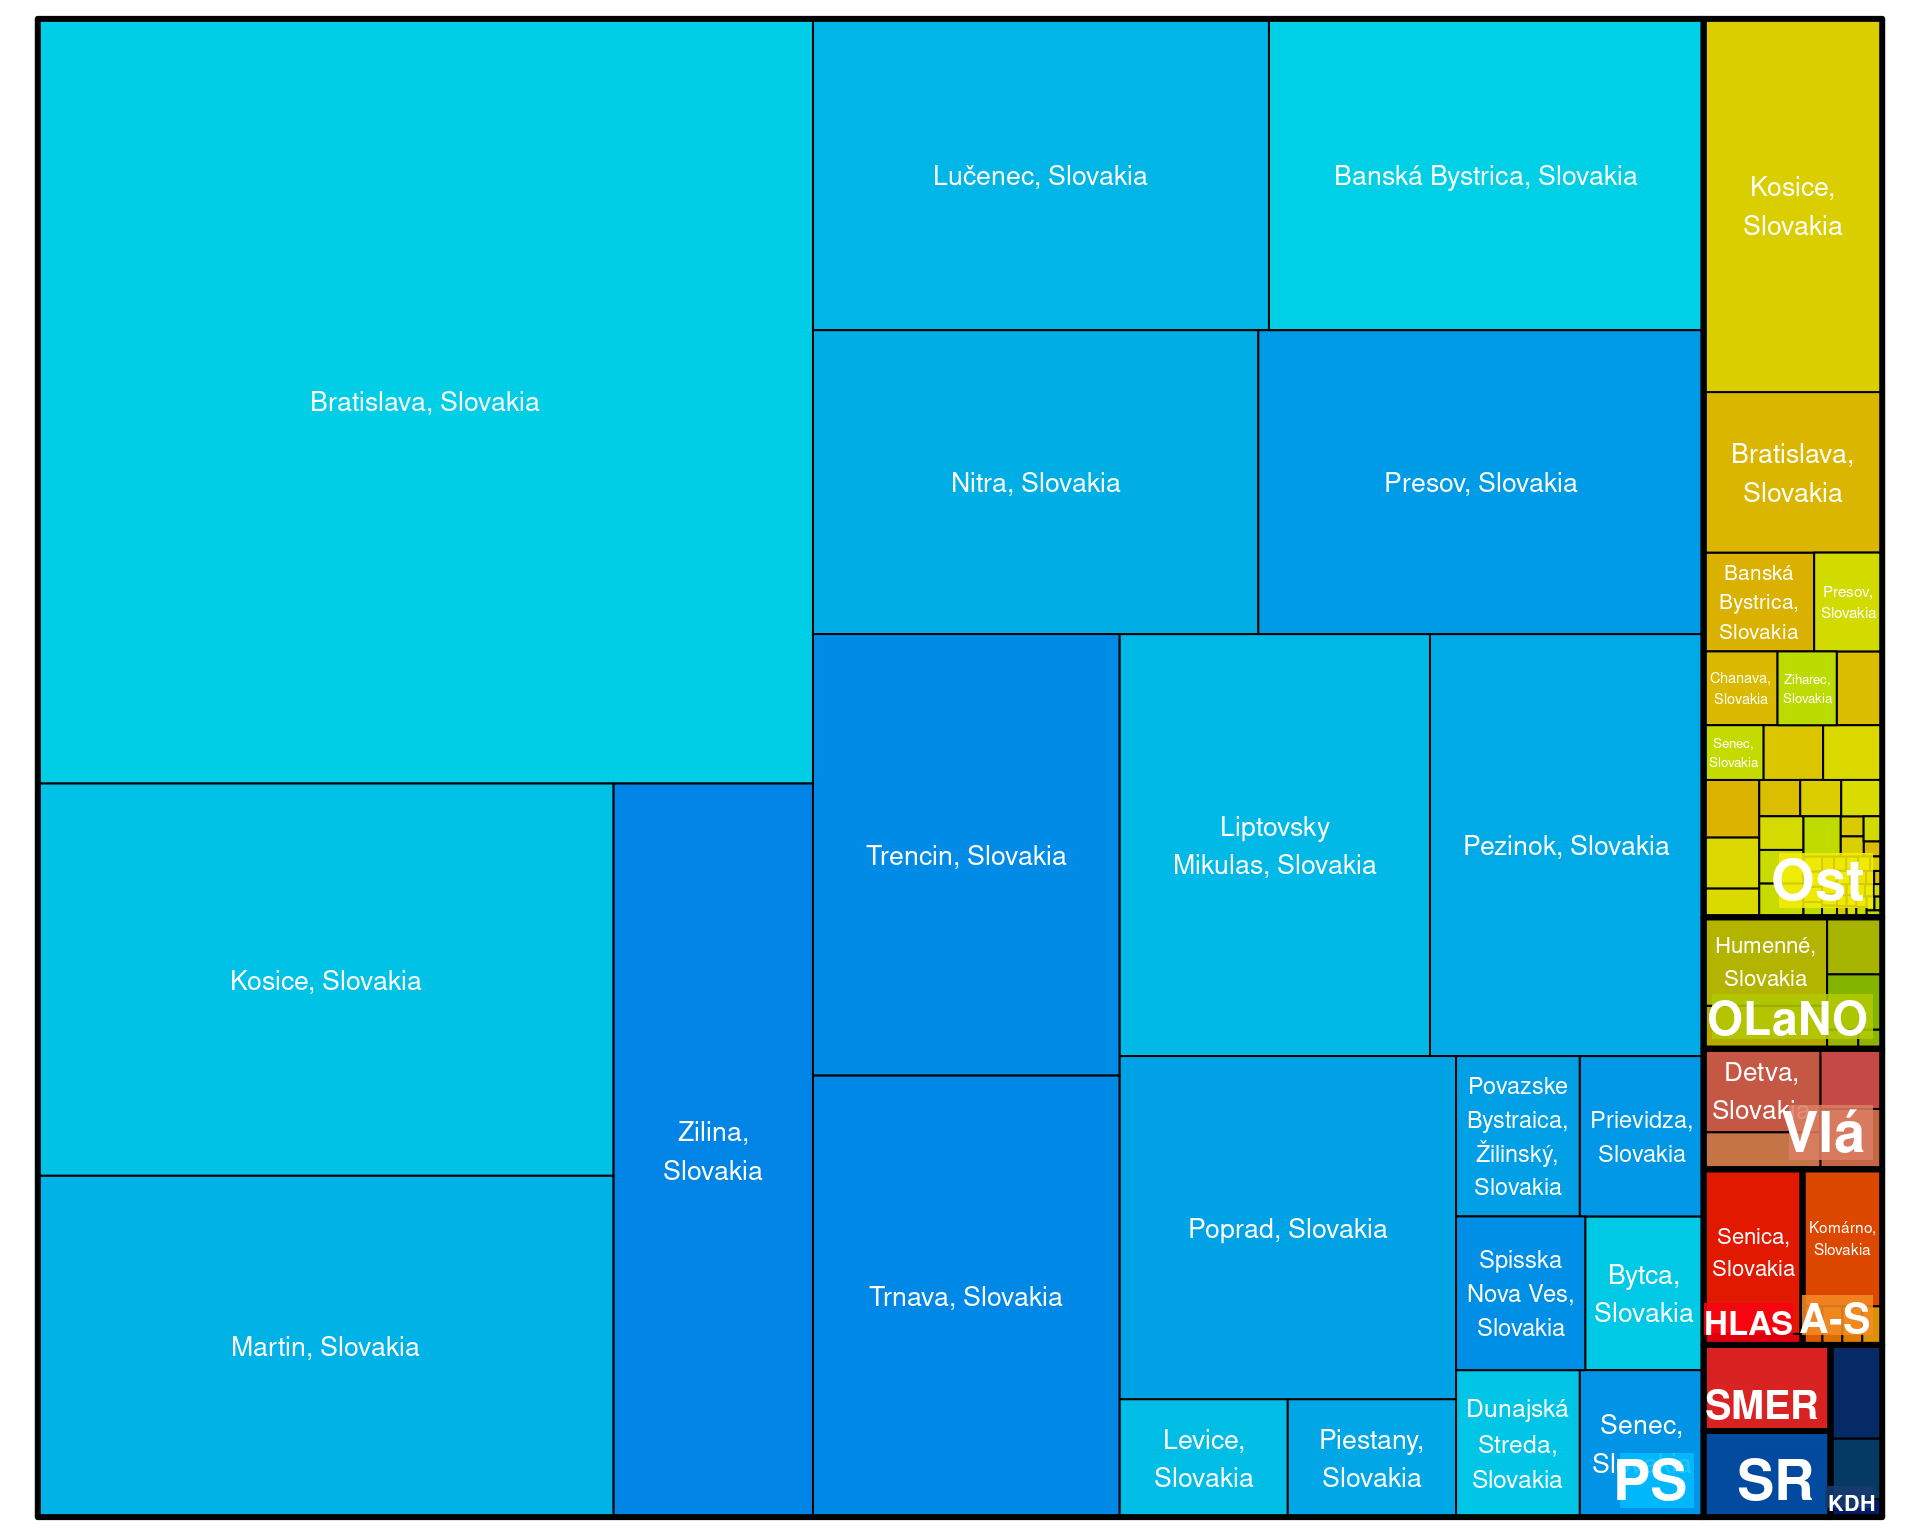 Bratislava, Slovakia
Lučenec, Slovakia
Banská Bystrica, Slovakia
Nitra, Slovakia
Presov, Slovakia
Kosice, Slovakia
Martin, Slovakia
Zilina,
Slovakia
Trencin, Slovakia
Trnava, Slovakia
Liptovsky
Mikulas, Slovakia
Pezinok, Slovakia
Poprad, Slovakia
Levice,
Slovakia
Piestany,
Slovakia
Povazske
Bystraica,
Žilinský,
Slovakia
Prievidza,
Slovakia
Spisska
Nova Ves,
Slovakia
Bytca,
Slovakia
Dunajská
Streda,
Slovakia
Senec,
Slovakia
PS
Kosice,
Slovakia
Bratislava,
Slovakia
Banská
Bystrica,
Slovakia
Presov,
Slovakia
Chanava,
Slovakia
Ziharec,
Slovakia
Senec,
Slovakia
Ost
Humenné,
Slovakia
OLaNO
Detva,
Slovakia
Vlá
Senica,
Slovakia
HLAS
Komárno,
Slovakia
A-S
SMER
SR
KDH